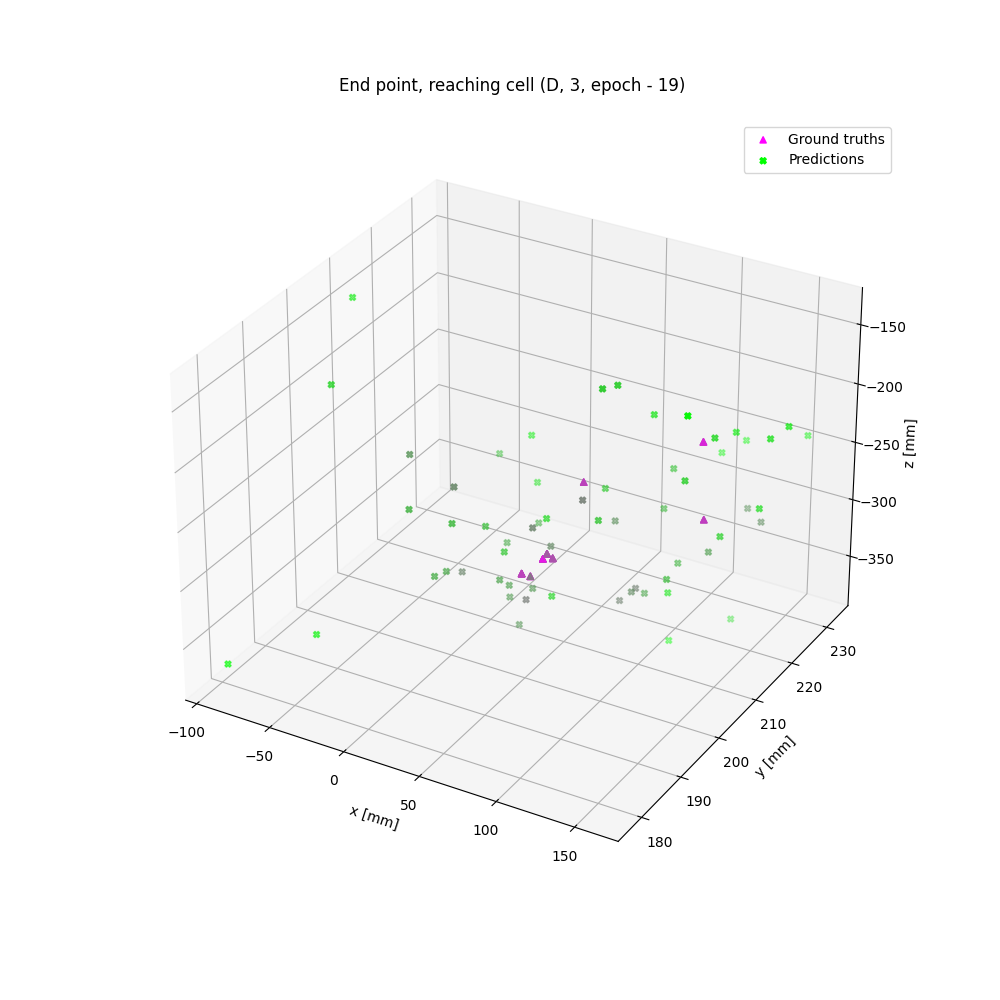 End point, reaching cell (D, 3, epoch - 19)
Ground truths
Predictions
−150
−200
−250
−300
−350
z [mm]
230
220
210
200
190
180
y [mm]
−100
−50
0
50
100
150
x [mm]